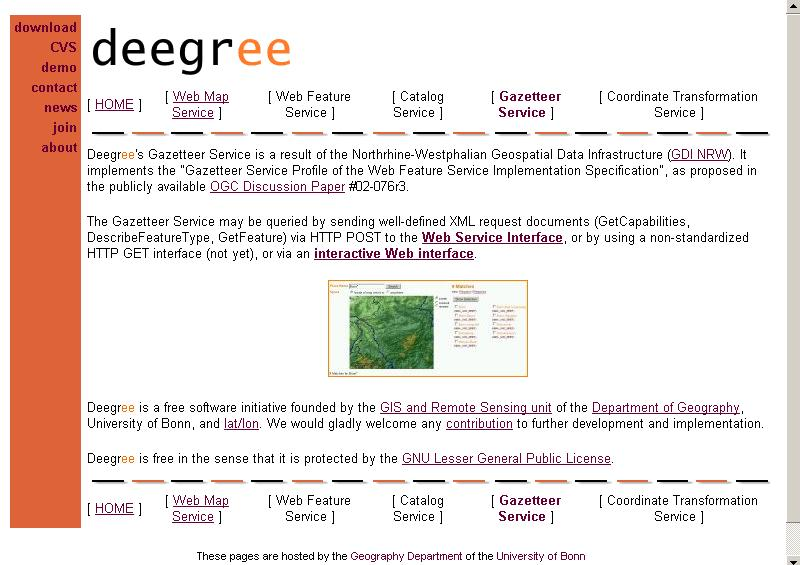 download
CVS
demo
contact
news
join
about
deegree
[ HOME ] [ Web Map Service ] [ Web Feature Service ] [ Catalog Service ] [ Gazetteer Service ] [ Coordinate Transformation Service ]
Deegree's Gazetteer Service is a result of the Northrhine-Westphalian Geospatial Data Infrastructure (GDI NRW). It
implements the "Gazetteer Service Profile of the Web Feature Service Implementation Specification", as proposed in
the publicly available OGC Discussion Paper #02-076r3.
The Gazetteer Service may be queried by sending well-defined XML request documents (GetCapabilities,
DescribeFeatureType, GetFeature) via HTTP POST to the Web Service Interface, or by using a non-standardized
HTTP GET interface (not yet), or via an interactive Web interface.
Deegree is a free software initiative founded by the GIS and Remote Sensing unit of the Department of Geography,
University of Bonn, and lat/lon. We would gladly welcome any contribution to further development and implementation.
Deegree is free in the sense that it is protected by the GNU Lesser General Public License.
[ HOME ] [ Web Map Service ] [ Web Feature Service ] [ Catalog Service ] [ Gazetteer Service ] [ Coordinate Transformation Service ]
These pages are hosted by the Geography Department of the University of Bonn